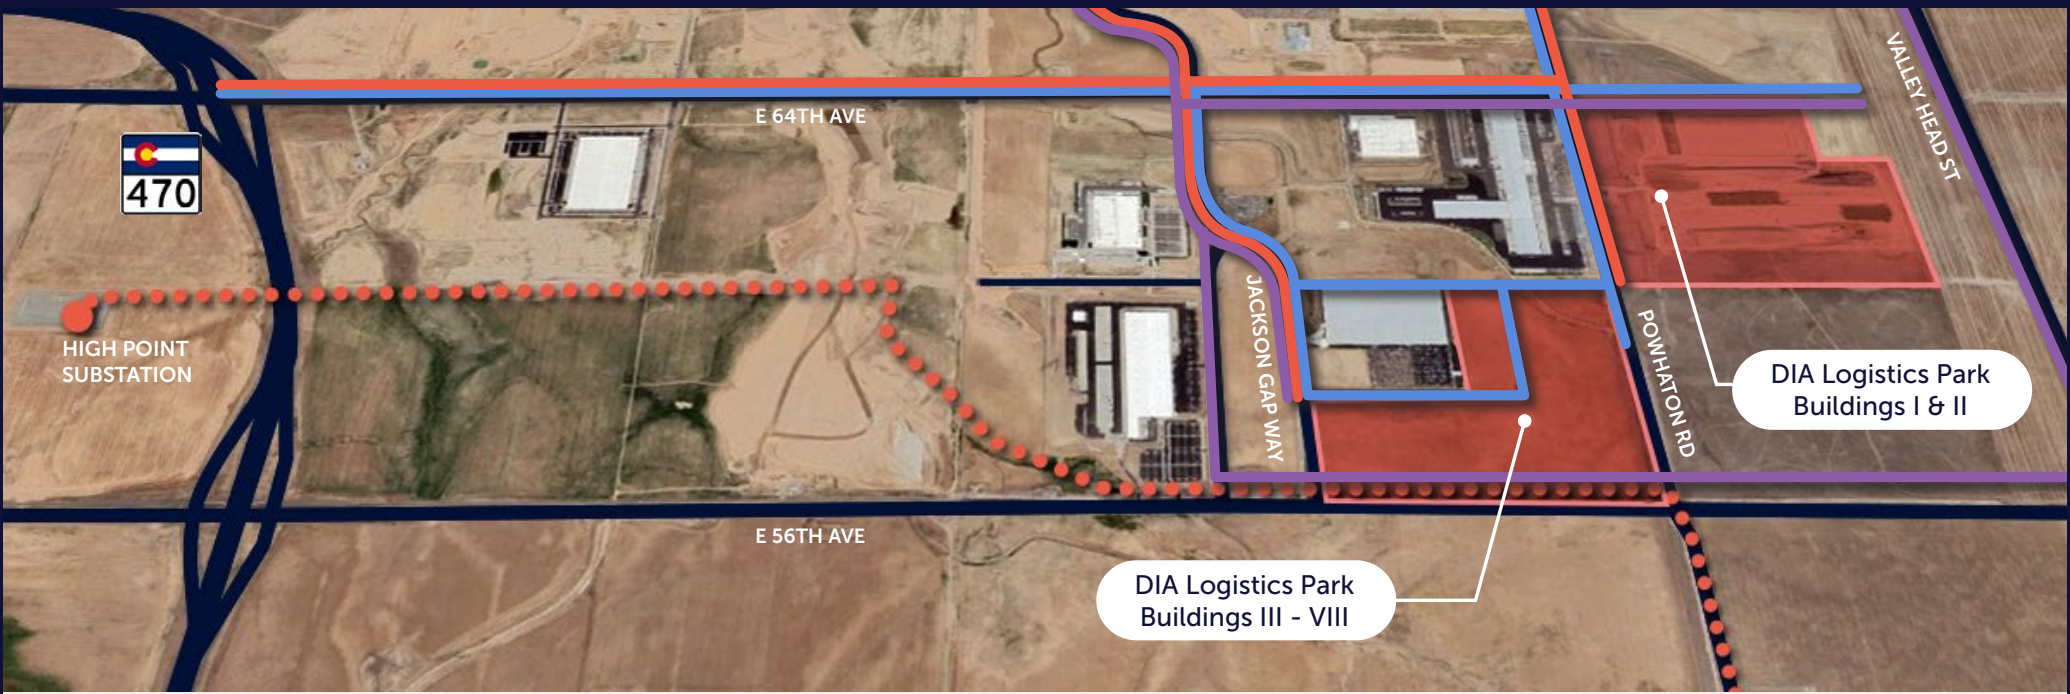 E 64TH AVE
VALLEY HEAD ST
470
HIGH POINT
SUBSTATION
JACKSON GAP WAY
POWHATON RD
DIA Logistics Park
Buildings I & II
E 56TH AVE
DIA Logistics Park
Buildings III - VIII